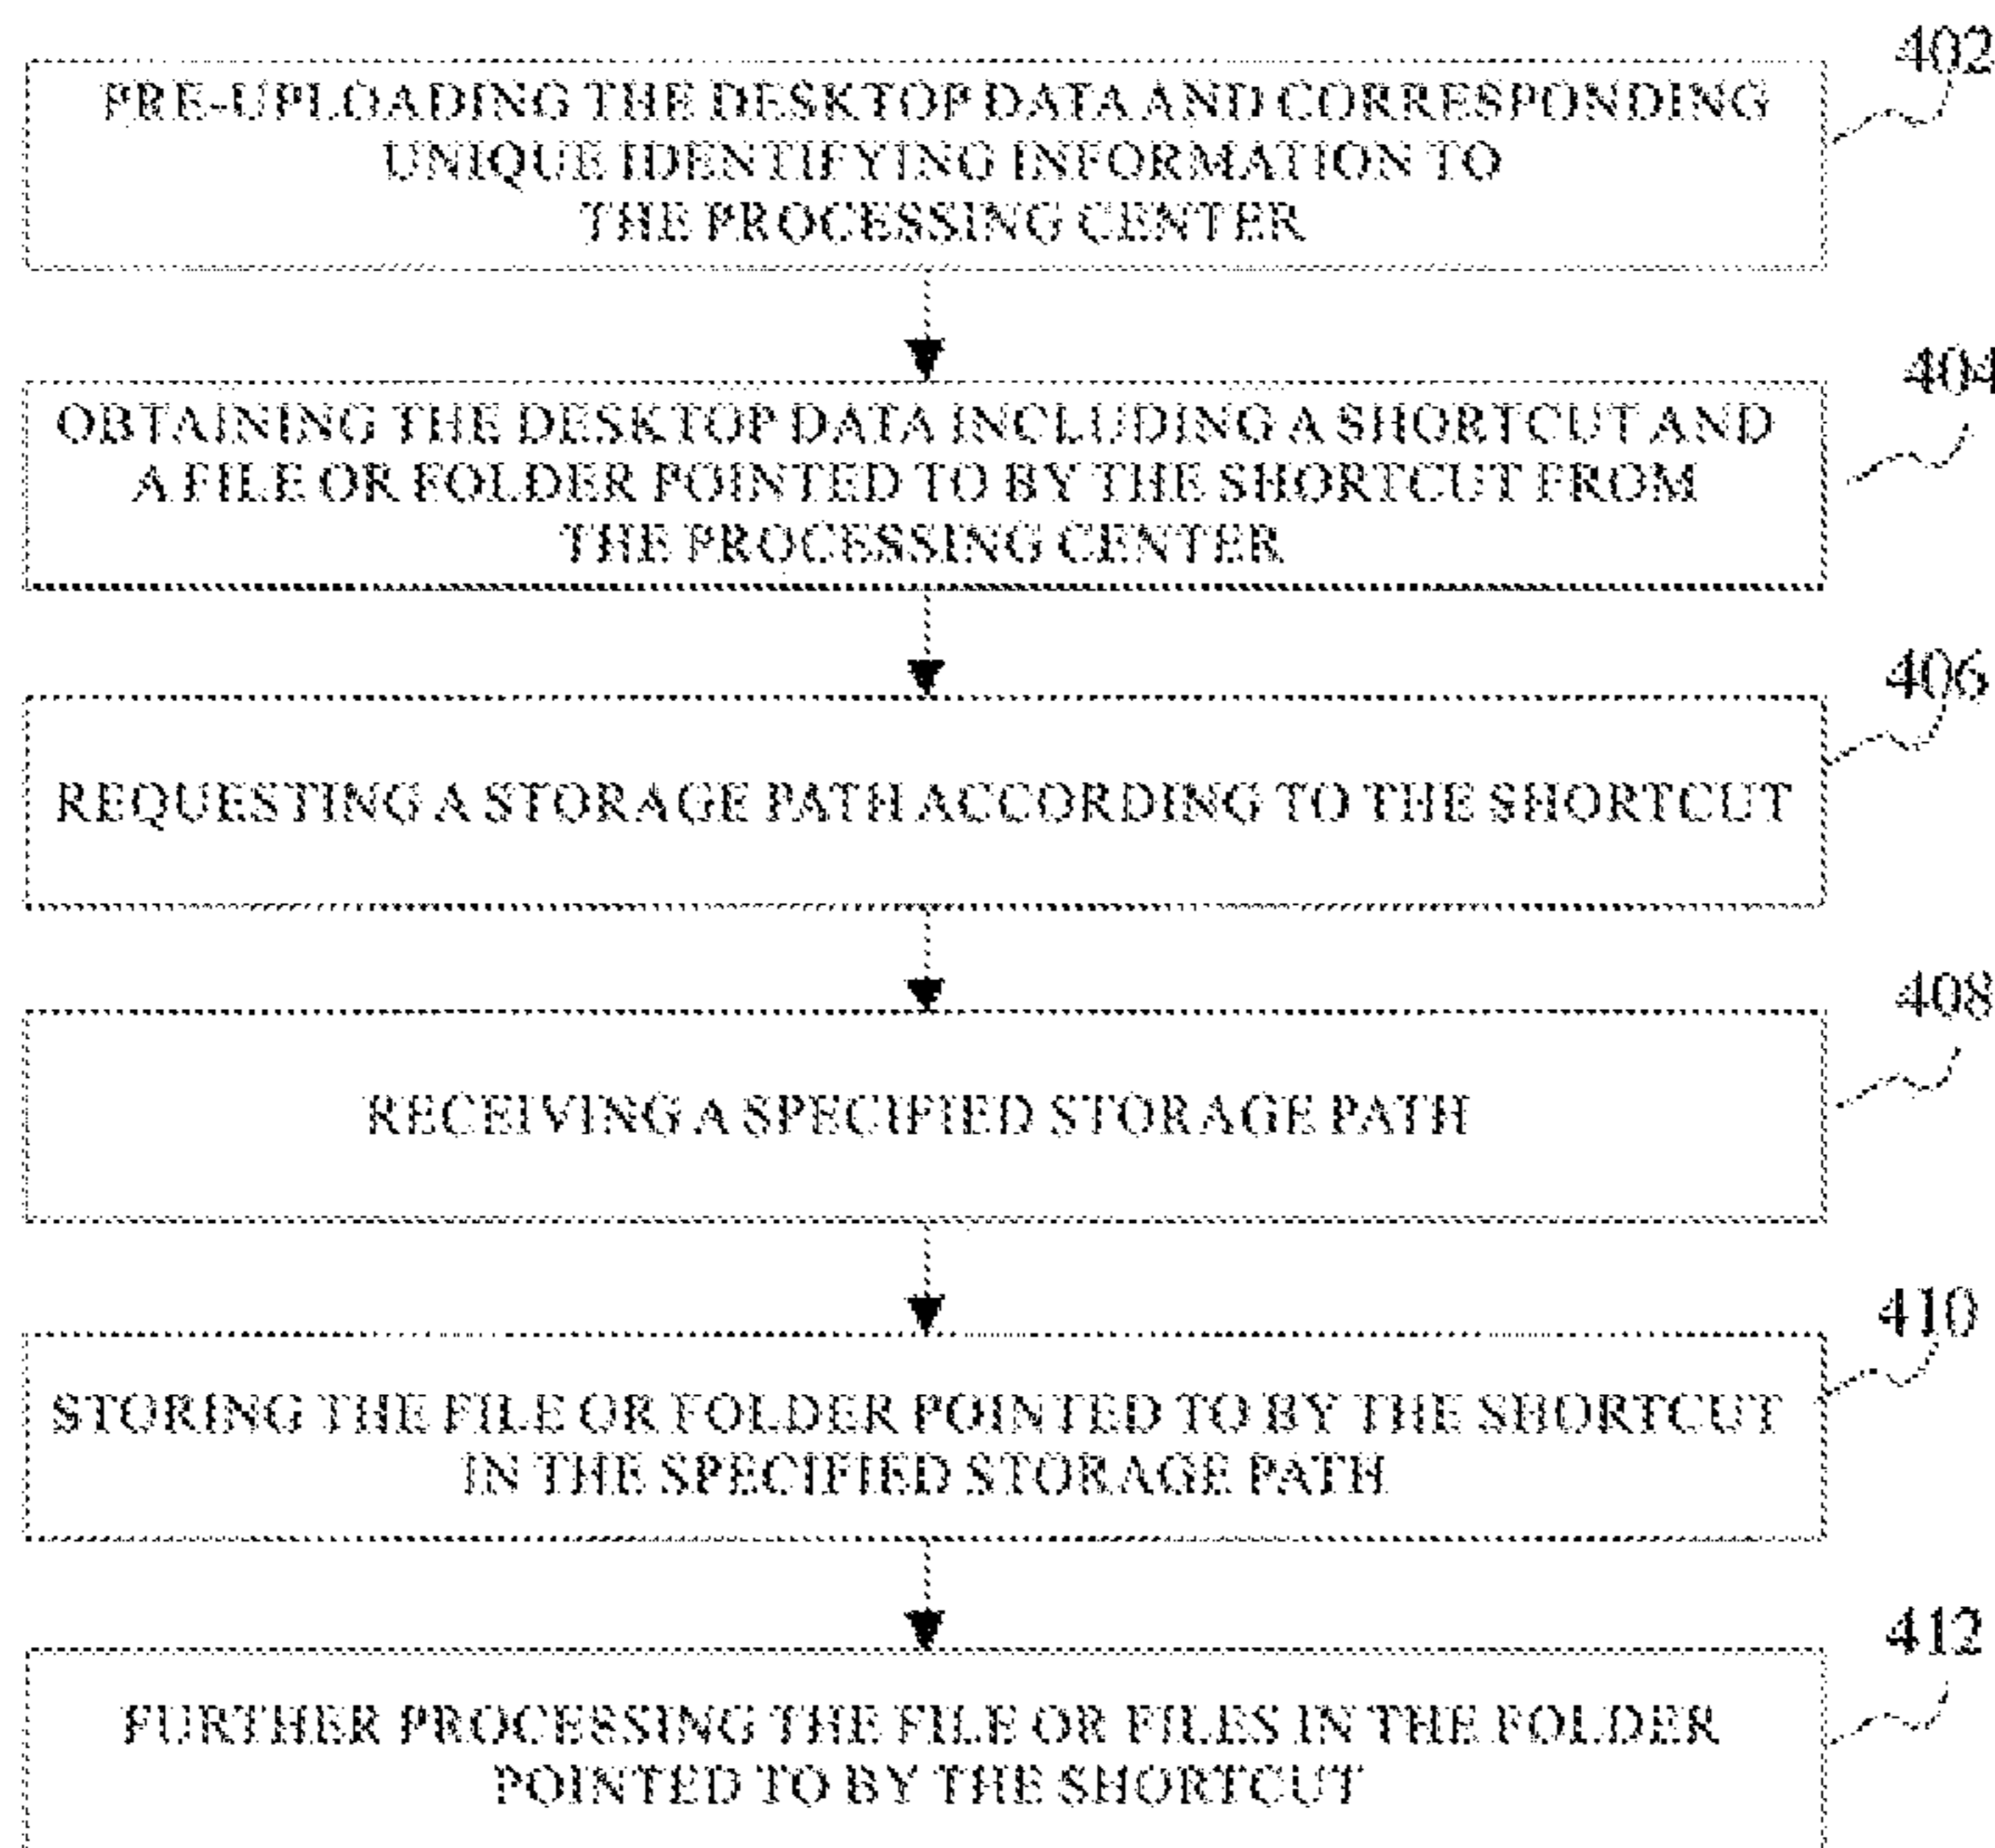 402
PRE-UPLOADING THE DESKTOP DATA AND CORRESPONDING
UNIQUE IDENTIFYING INFORMATION TO
THE PROCESSING CENTER
404
OBTAINING THE DESKTOP DATA INCLUDING A SHORTCUT AND
A FILE OR FOLDER POINTED TO BY THE SHORTCUT FROM
THE PROCESSING CENTER
406
REQUESTING A STORAGE PATH ACCORDING TO THE SHORTCUT
408
RECEIVING A SPECIFIED STORAGE PATH
410
STORING THE FILE OR FOLDER POINTED TO BY THE SHORTCUT
IN THE SPECIFIED STORAGE PATH
412
FURTHER PROCESSING THE FILE OR FILES IN THE FOLDER
POINTED TO BY THE SHORTCUT